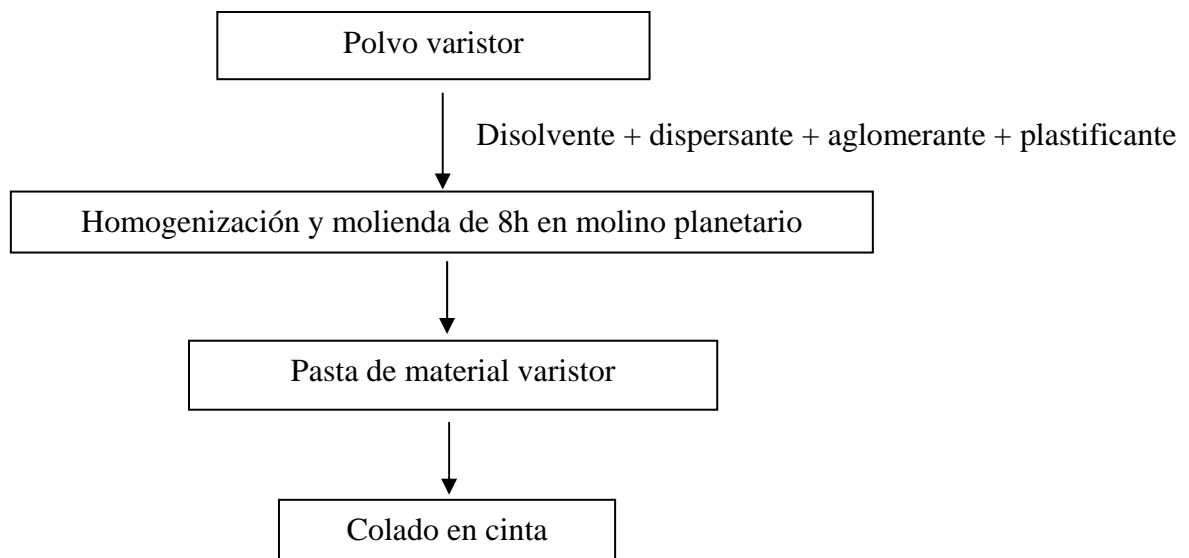 Polvo varistor
Disolvente + dispersante + aglomerante + plastificante
Homogenización y molienda de 8h en molino planetario
Pasta de material varistor
Colado en cinta